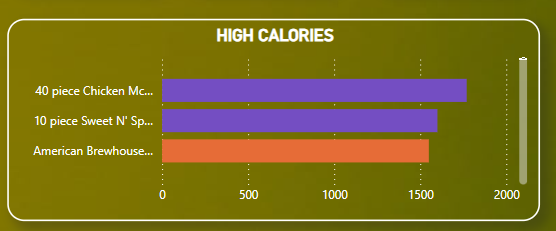 HIGH CALORIES
40 piece Chicken Mc...
10 piece Sweet N' Sp...
American Brewhouse...
0 500 1000 1500 2000